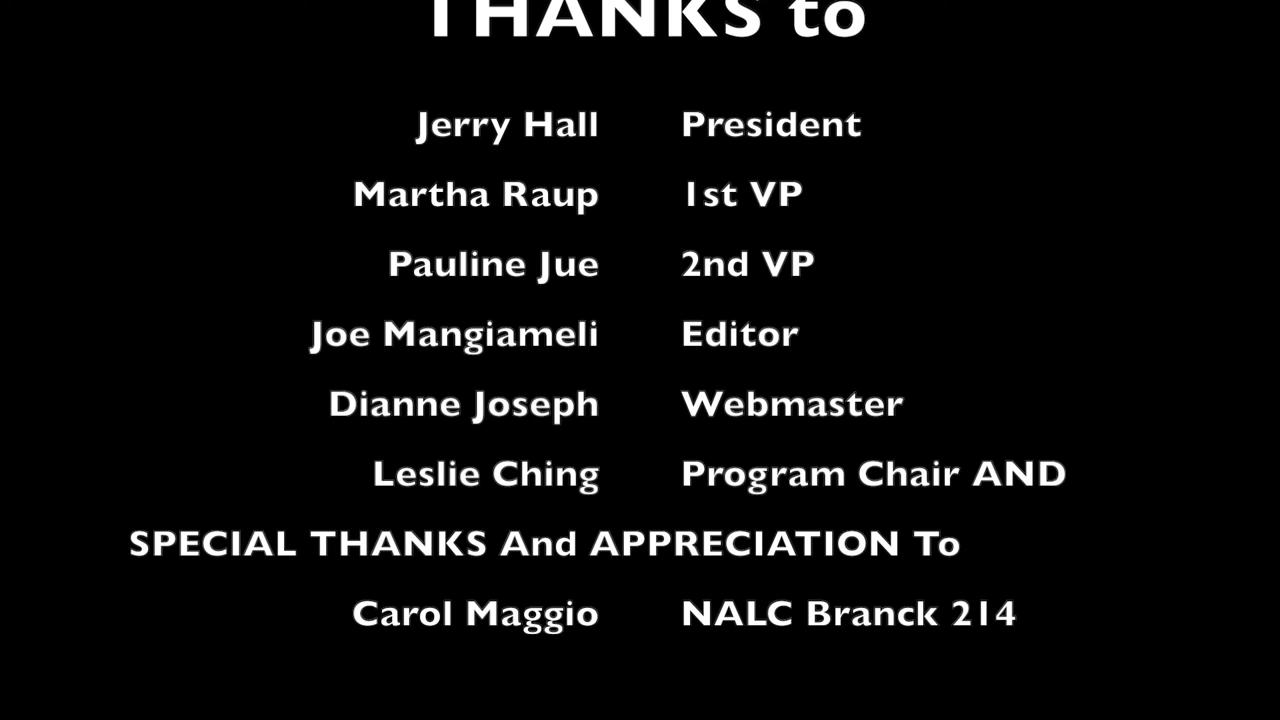 THANKS to
Jerry Hall President
Martha Raup 1st VP
Pauline Jue 2nd VP
Joe Mangiameli Editor
Dianne Joseph Webmaster
Leslie Ching Program Chair AND
SPECIAL THANKS And APPRECIATION To
Carol Maggio NALC Branck 214